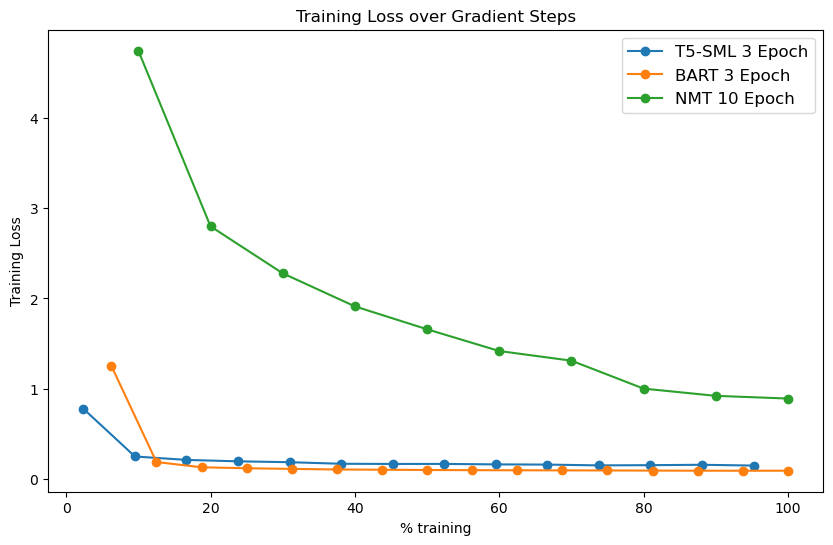 Training Loss over Gradient Steps
T5-SML 3 Epoch
BART 3 Epoch
NMT 10 Epoch
Training Loss
4
3
2
1
0
0 20 40 60 80 100
% training